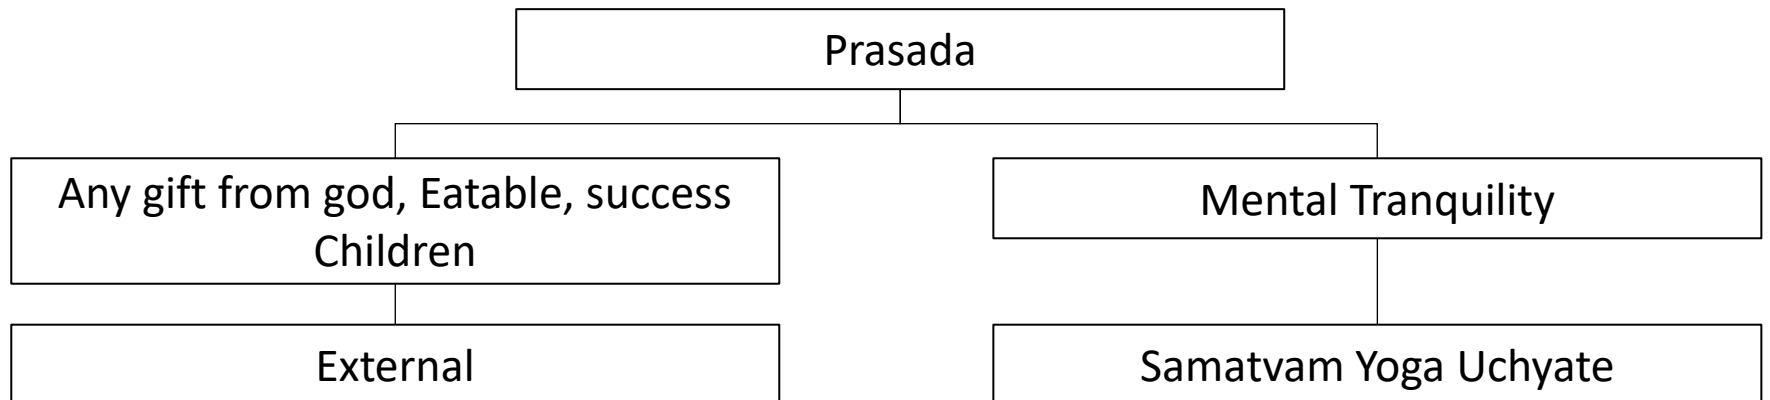 Prasada
Any gift from god, Eatable, success
Children
Mental Tranquility
External
Samatvam Yoga Uchyate